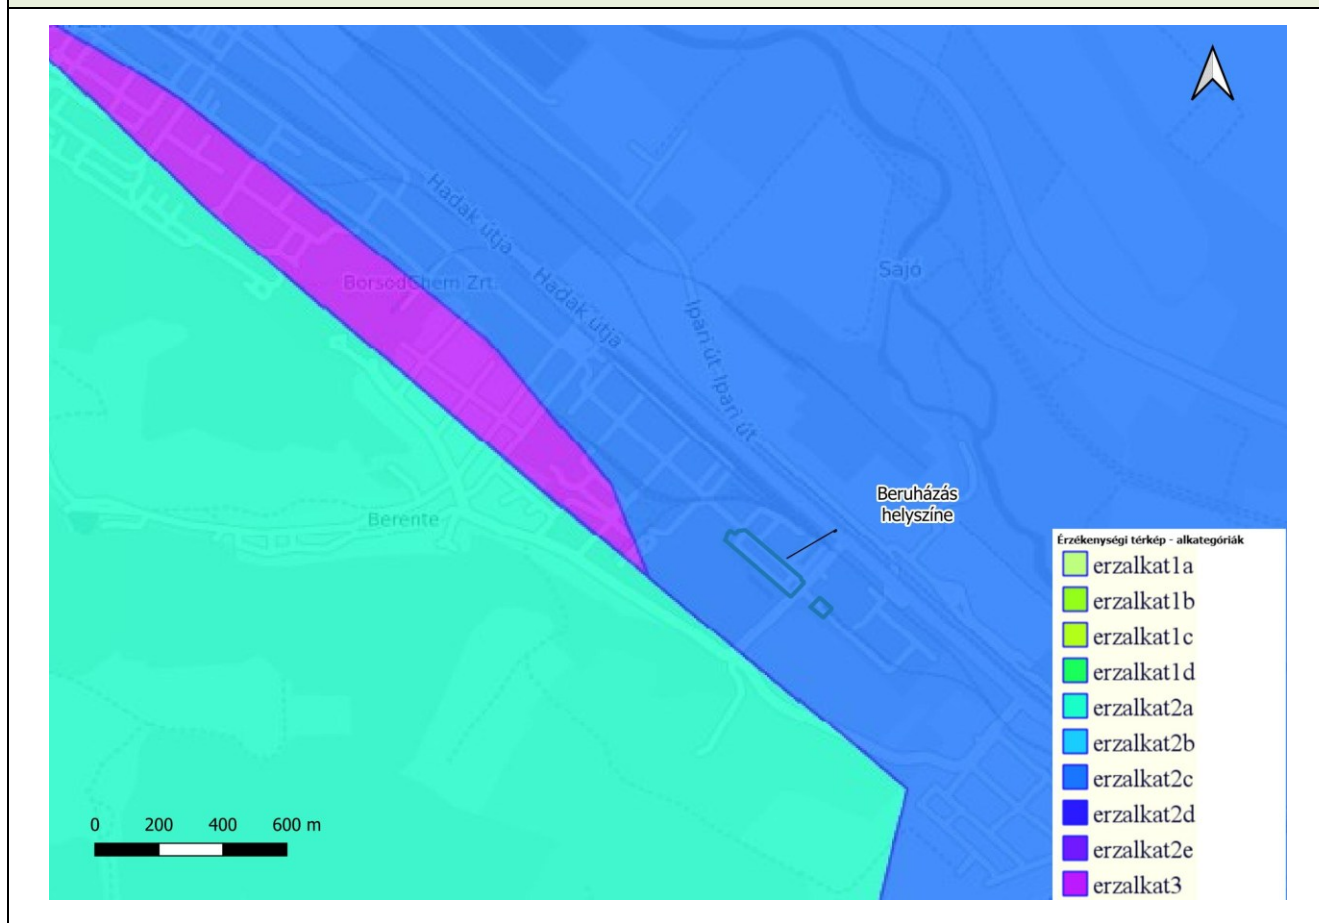 Hadak útja
Hadak útja
BorsodChem Zrt.
Sajó
Ipari út
Ipari út
Beruházás
helyszíne
Berente
Érzékenységi térkép - alkategóriák
erzalkat1a
erzalkat1b
erzalkat1c
erzalkat1d
erzalkat2a
erzalkat2b
erzalkat2c
erzalkat2d
erzalkat2e
erzalkat3
0 200 400 600 m